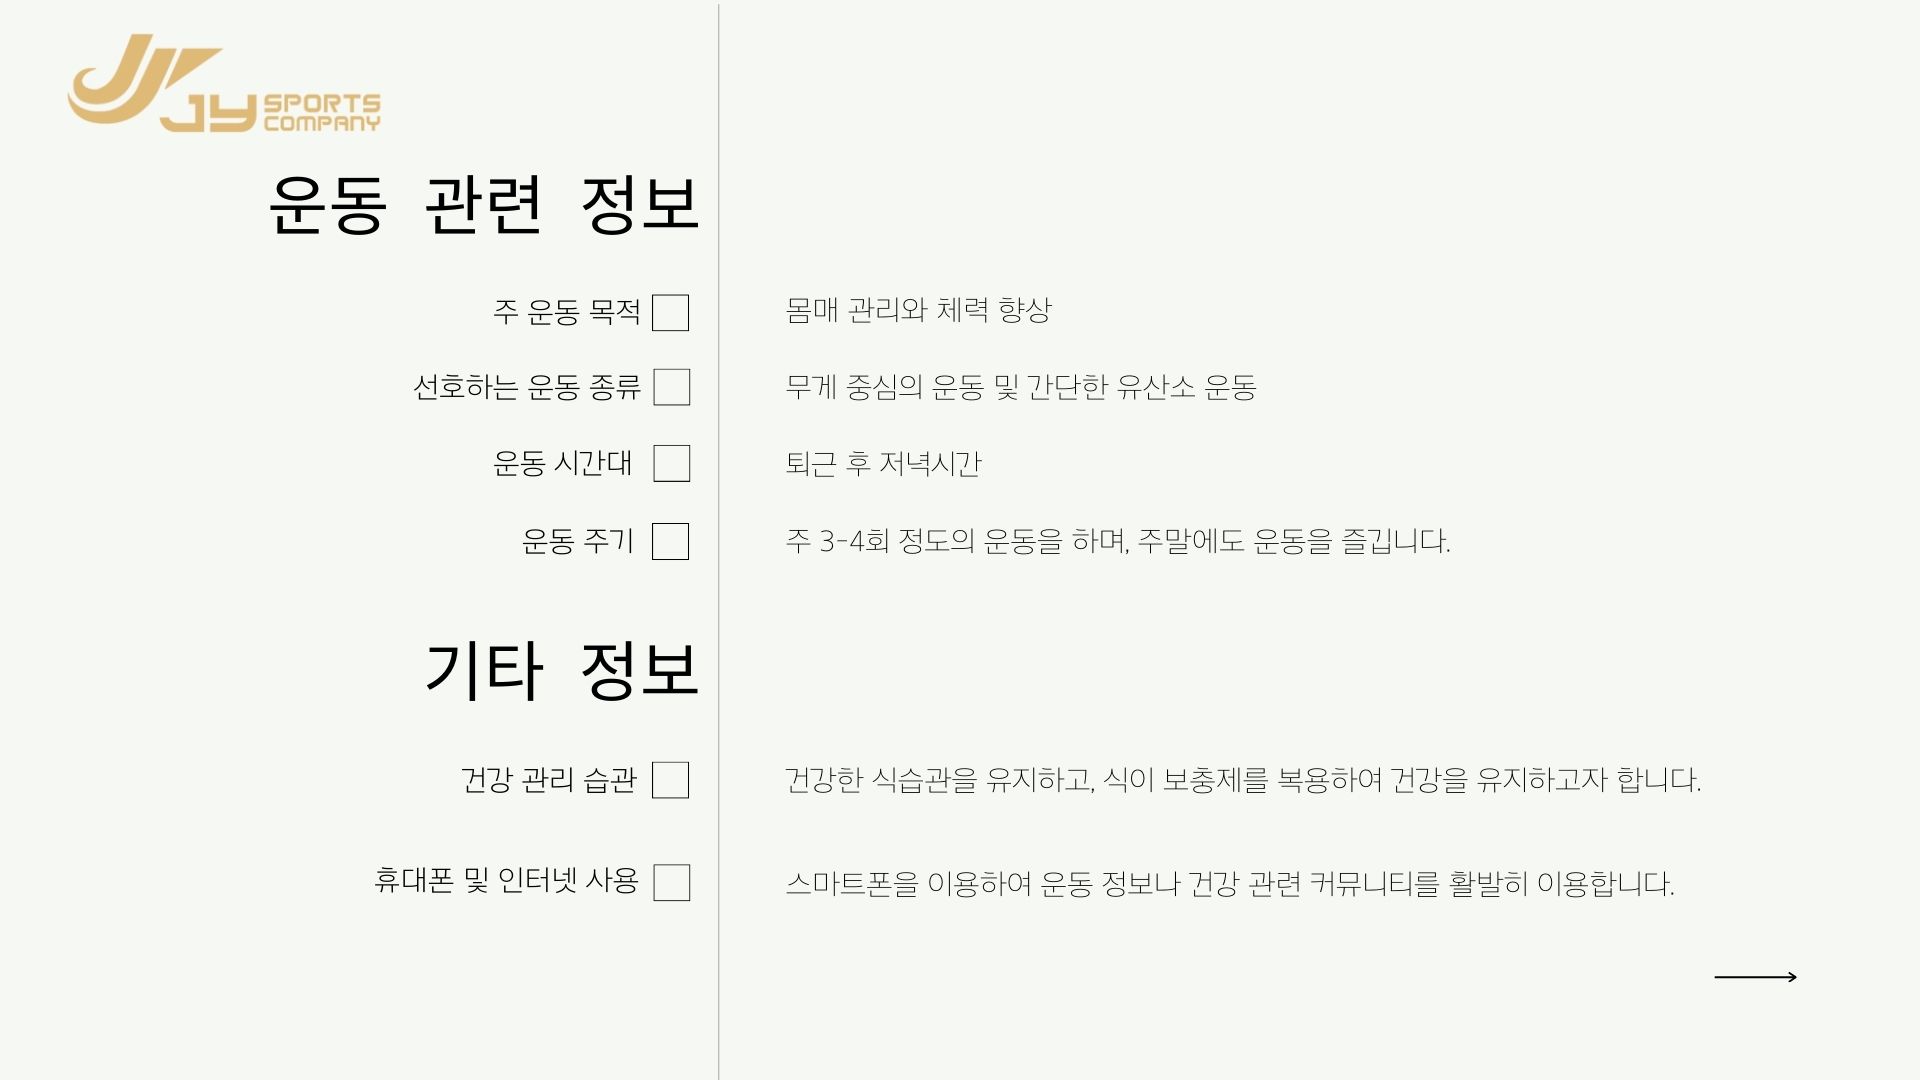 JY SPORTS
COMPANY
운동 관련 정보
주 운동 목적
몸매 관리와 체력 향상
선호하는 운동 종류
무게 중심의 운동 및 간단한 유산소 운동
운동 시간대
퇴근 후 저녁시간
운동 주기
주 3-4회 정도의 운동을 하며, 주말에도 운동을 즐깁니다.
기타 정보
건강 관리 습관
건강한 식습관을 유지하고, 식이 보충제를 복용하여 건강을 유지하고자 합니다.
휴대폰 및 인터넷 사용
스마트폰을 이용하여 운동 정보나 건강 관련 커뮤니티를 활발히 이용합니다.